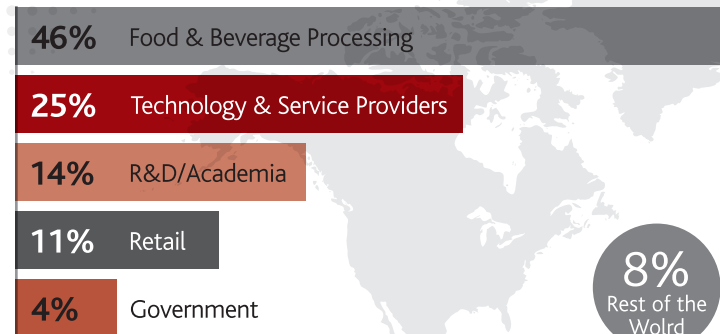 46% Food & Beverage Processing
25% Technology & Service Providers
14% R&D/Academia
11% Retail
4% Government
8%
Rest of the
Wolrd